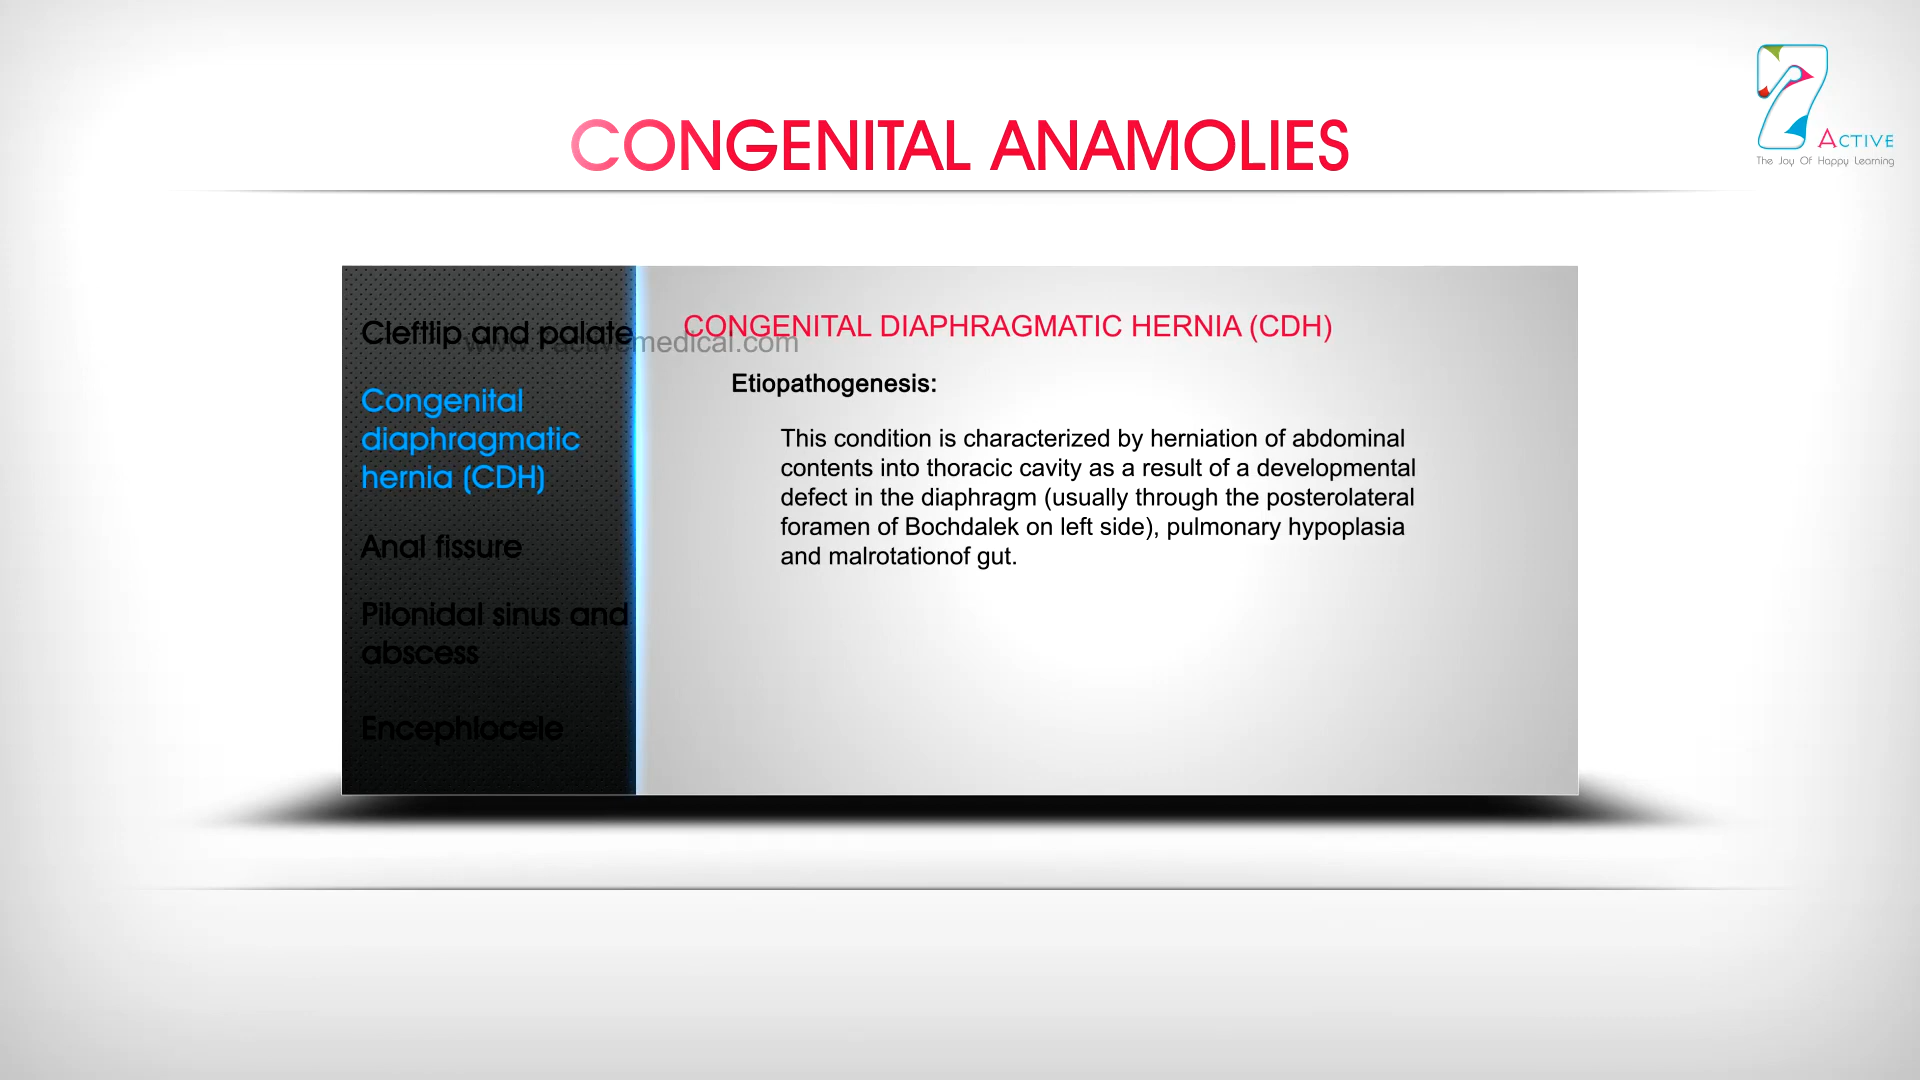 CONGENITAL ANAMOLIES
7
ACTIVE
The Joy Of Happy Learning
Cleftlip and palate
Congenital
diaphragmatic
hernia (CDH)
Anal fissure
Pilonidal sinus and
abscess
Encephlocele
www.7activemedical.com
CONGENITAL DIAPHRAGMATIC HERNIA (CDH)
Etiopathogenesis:
This condition is characterized by herniation of abdominal
contents into thoracic cavity as a result of a developmental
defect in the diaphragm (usually through the posterolateral
foramen of Bochdalek on left side), pulmonary hypoplasia
and malrotationof gut.